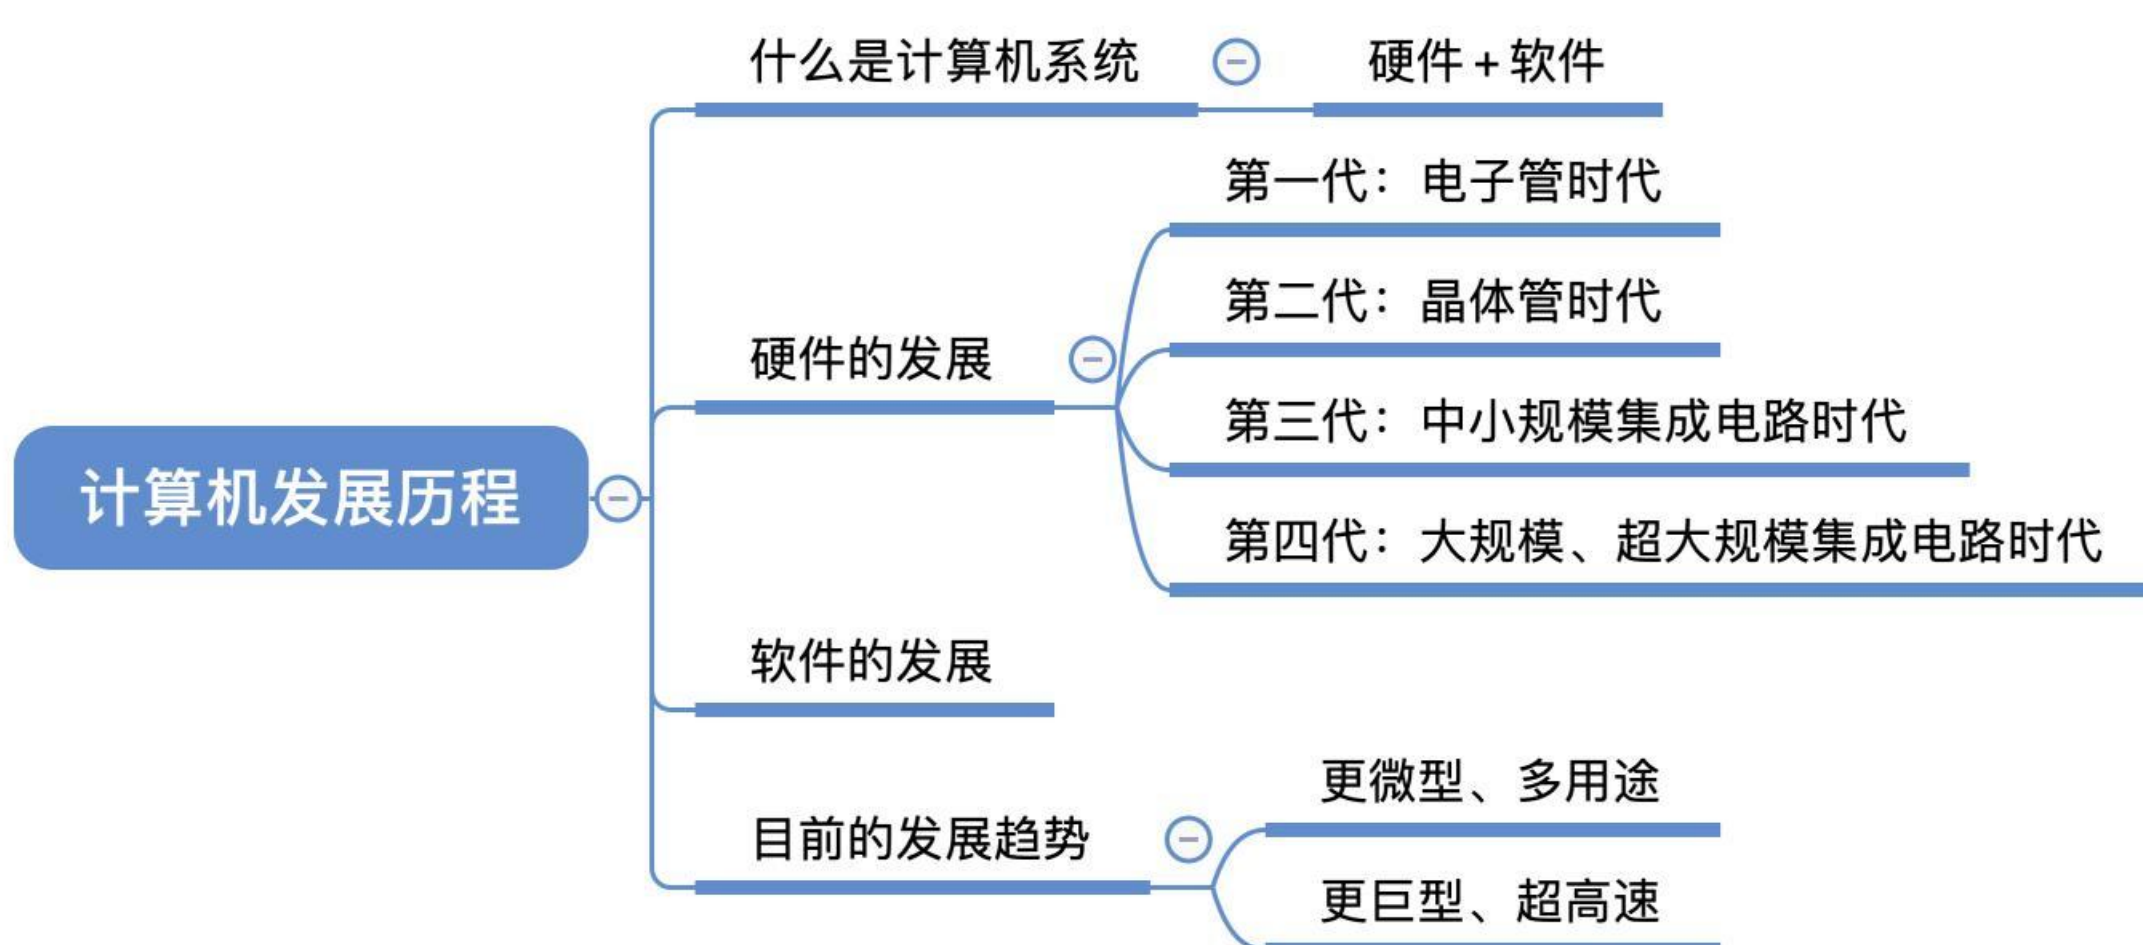 什么是计算机系统
硬件+软件
第一代：电子管时代
第二代：晶体管时代
硬件的发展
第三代：中小规模集成电路时代
计算机发展历程
第四代：大规模、超大规模集成电路时代
软件的发展
更微型、多用途
目前的发展趋势
更巨型、超高速